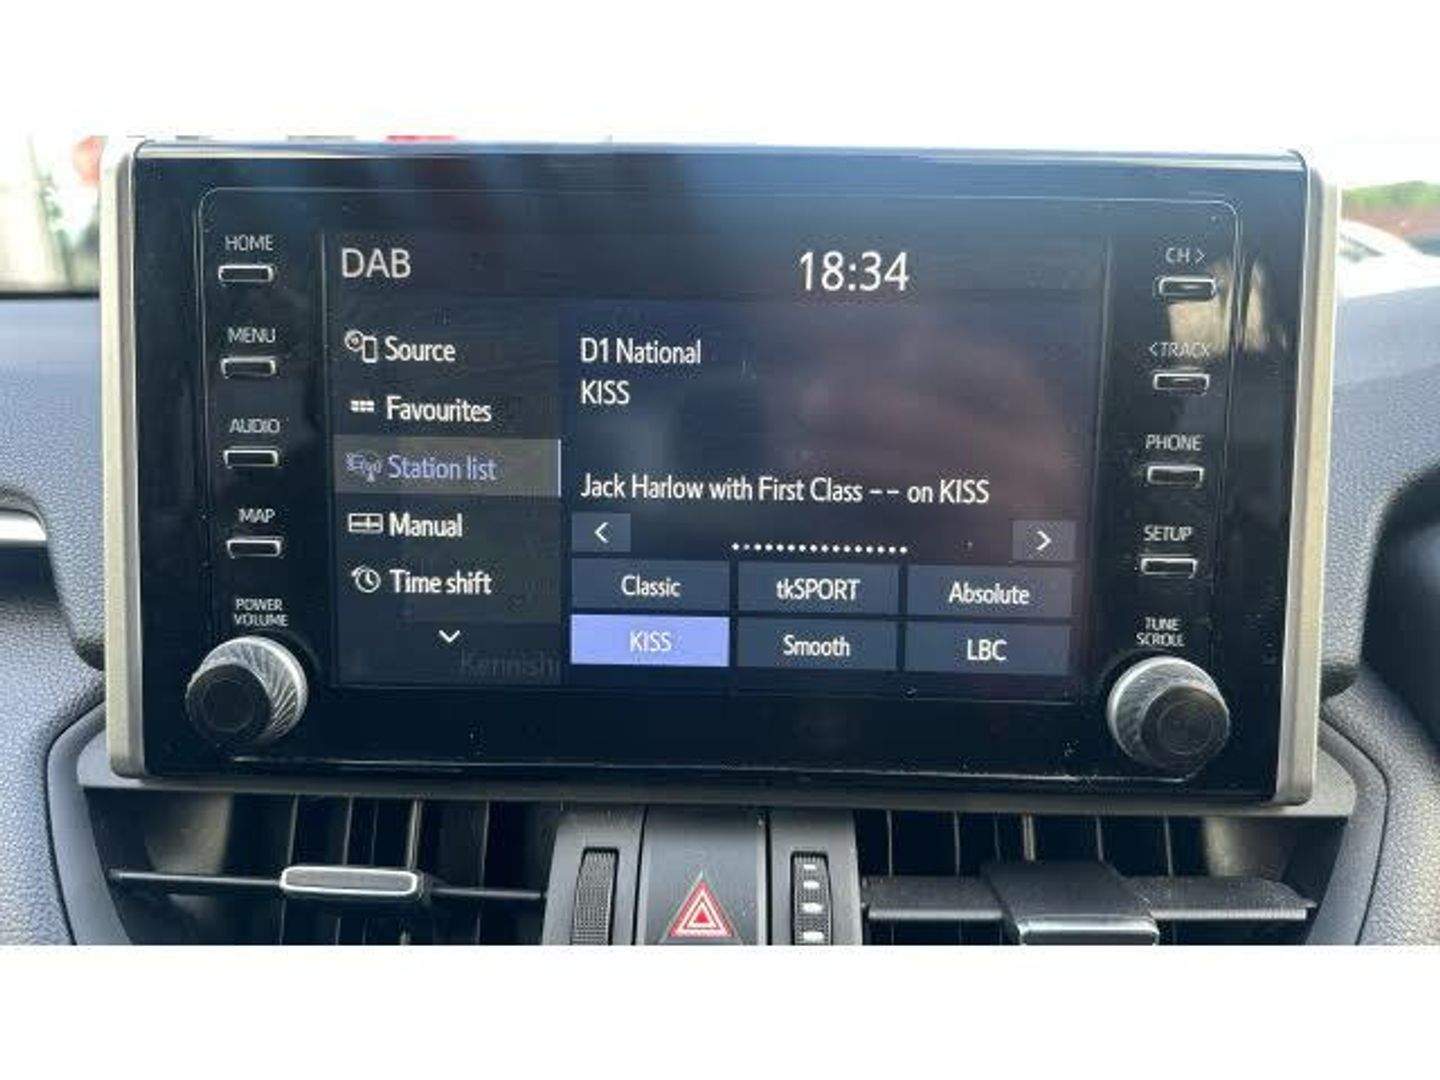 HOME
MENU
AUDIO
MAP
POWER
VOLUME
DAB
18:34
Source
Favourites
Station list
Manual
Time shift
D1 National
KISS
Jack Harlow with First Class -- on KISS
<
>
Classic
tkSPORT
Absolute
KISS
Smooth
LBC
CH >
< TRACK
PHONE
SETUP
TUNE
SCROLL